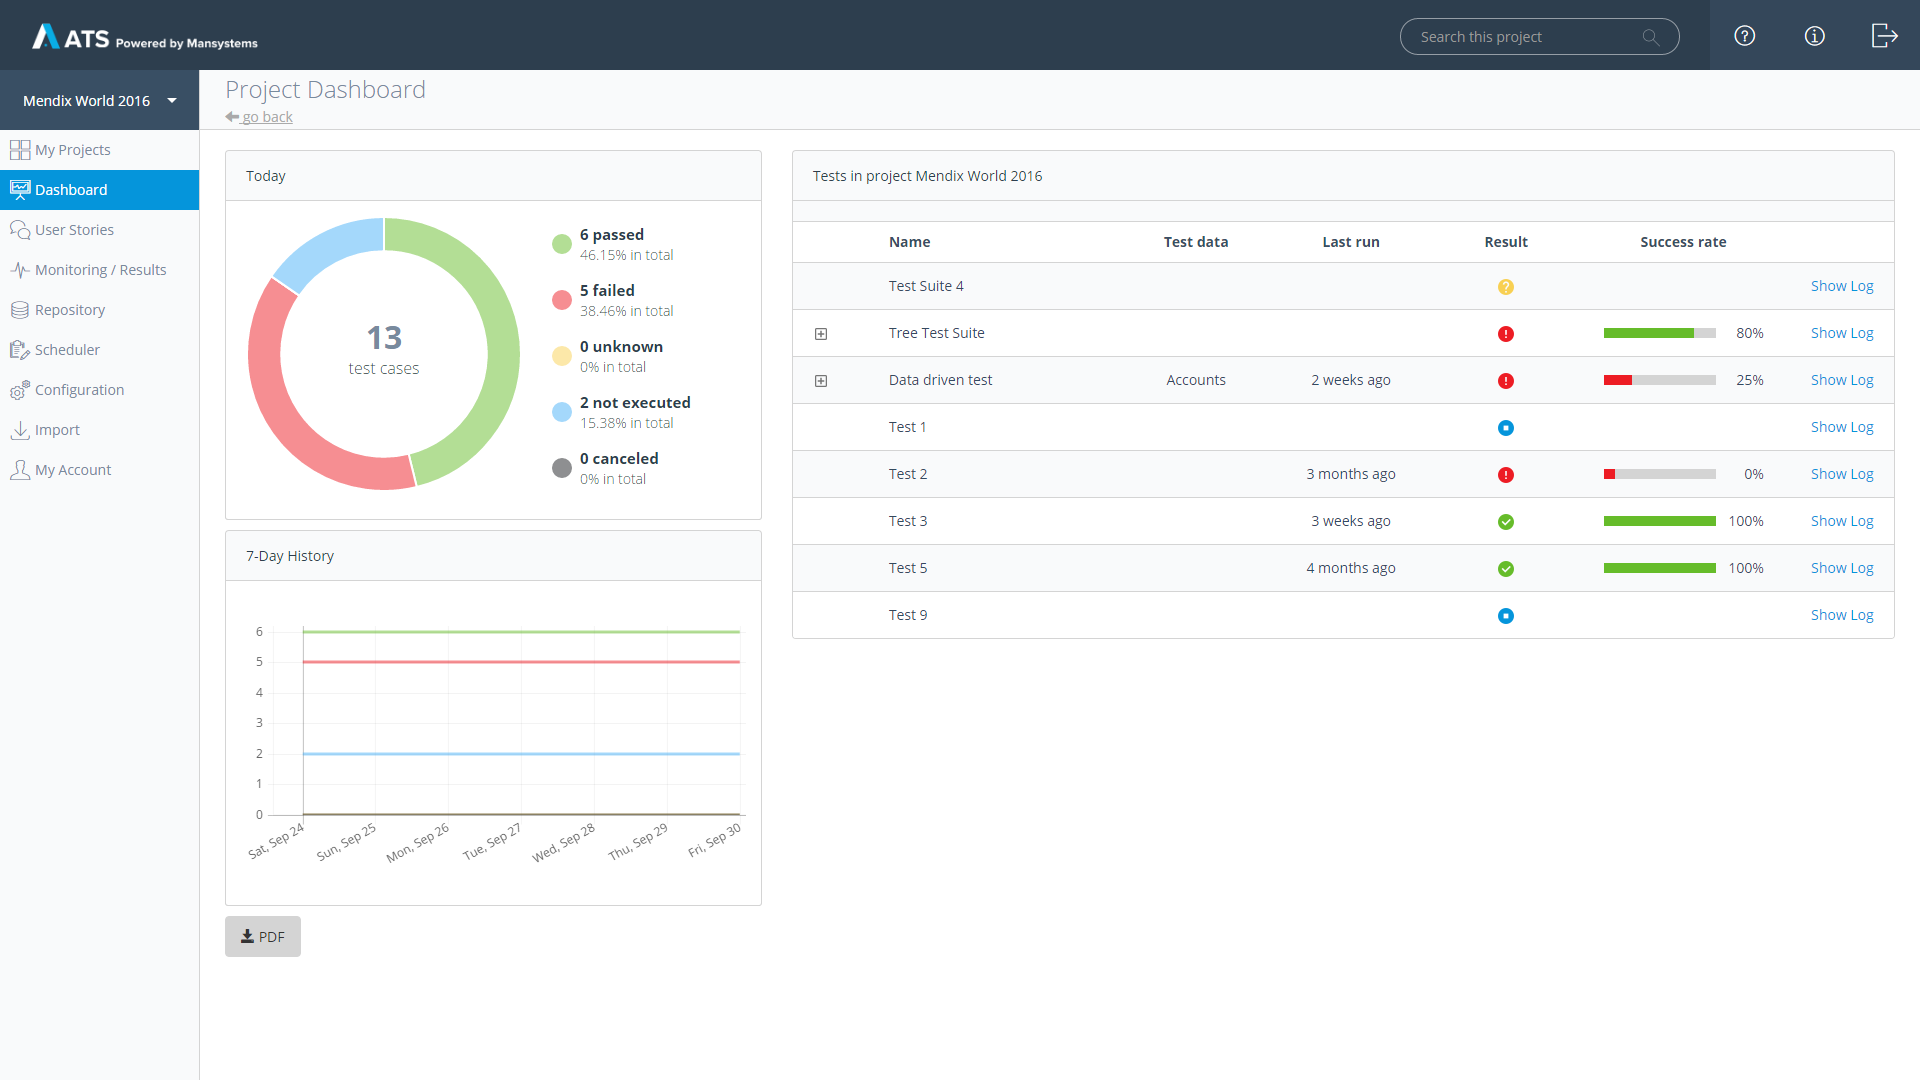 ATS Powered by Mansystems
Search this project
Mendix World 2016
Project Dashboard
go back
My Projects
Dashboard
User Stories
Monitoring / Results
Repository
Scheduler
Configuration
Import
My Account
Today
13
test cases
6 passed
46.15% in total
5 failed
38.46% in total
0 unknown
0% in total
2 not executed
15.38% in total
0 canceled
0% in total
7-Day History
6
5
4
3
2
1
0
Sat, Sep 24
Sun, Sep 25
Mon, Sep 26
Tue, Sep 27
Wed, Sep 28
Thu, Sep 29
Fri, Sep 30
PDF
Tests in project Mendix World 2016
Name Test data Last run Result Success rate
Test Suite 4 Show Log
Tree Test Suite 80% Show Log
Data driven test Accounts 2 weeks ago 25% Show Log
Test 1 Show Log
Test 2 3 months ago 0% Show Log
Test 3 3 weeks ago 100% Show Log
Test 5 4 months ago 100% Show Log
Test 9 Show Log